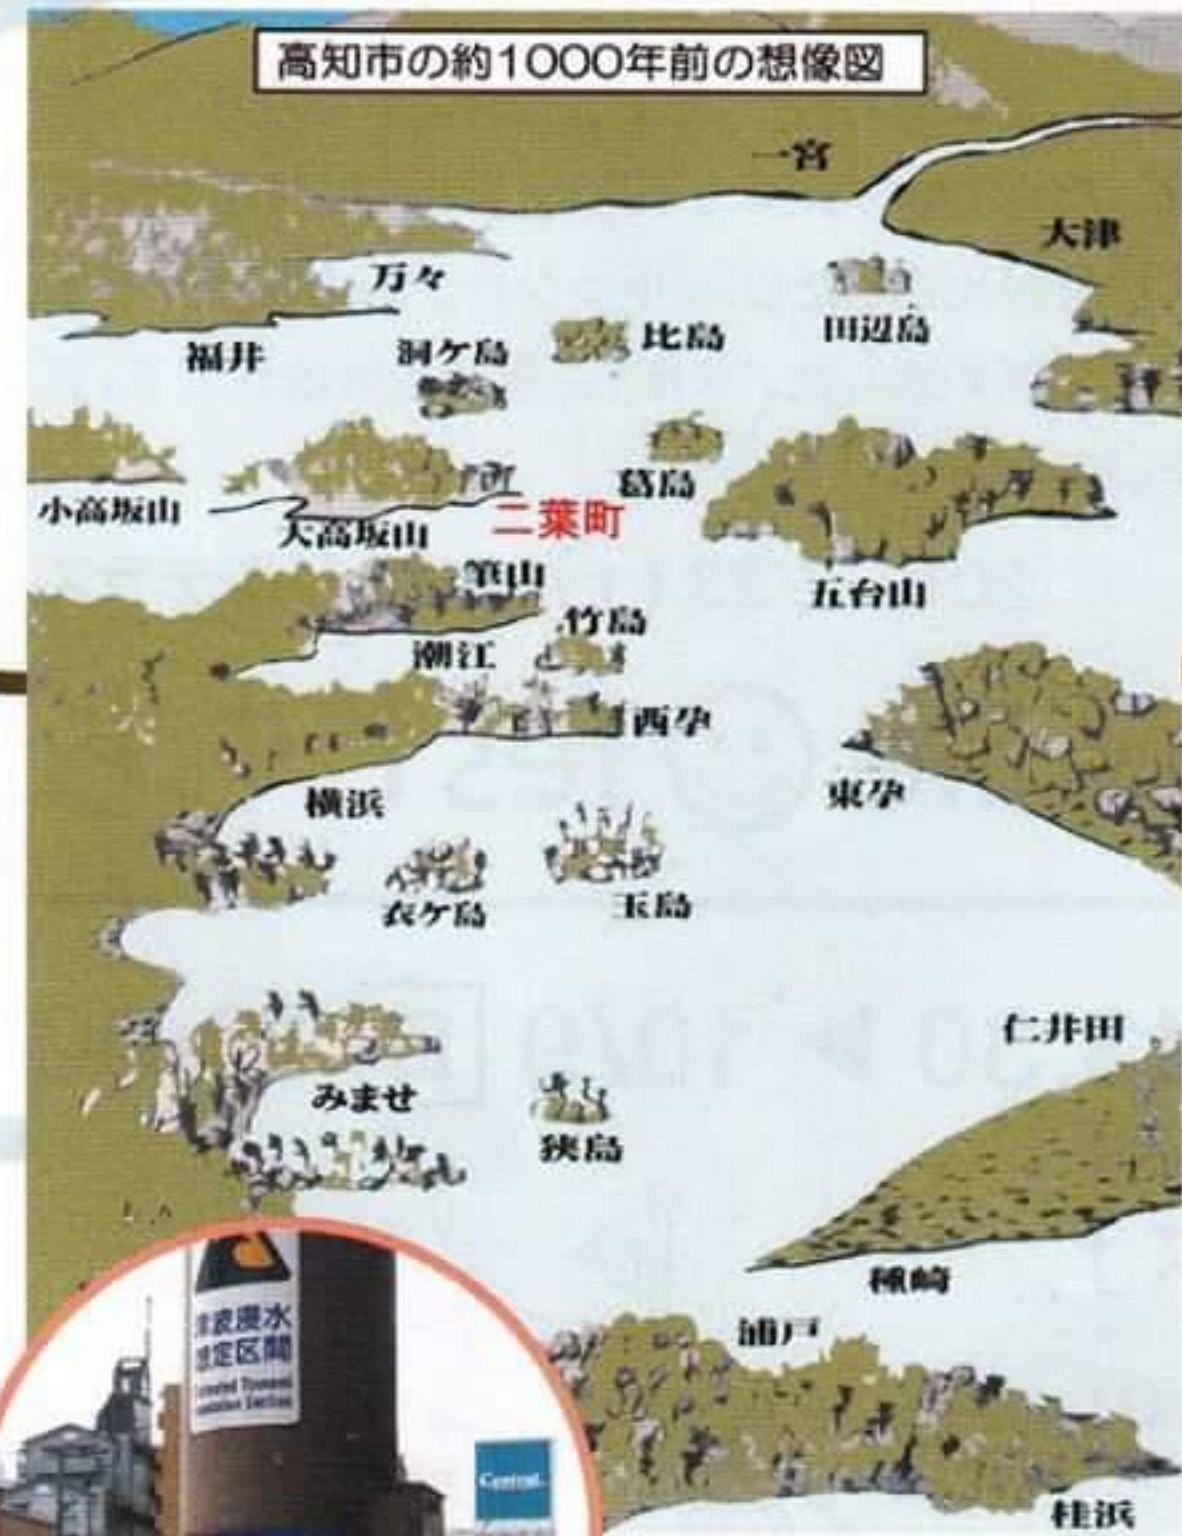 高知市の約1000年前の想像図
一宮
大津
万々
田辺島
比島
洞ケ島
福井
葛島
小高坂山
大高坂山
二葉町
五台山
筆山
竹島
潮江
西孕
東孕
横浜
衣ケ島
玉島
仁井田
みませ
狭島
種崎
浦戸
桂浜
津波浸水
想定区間
Central